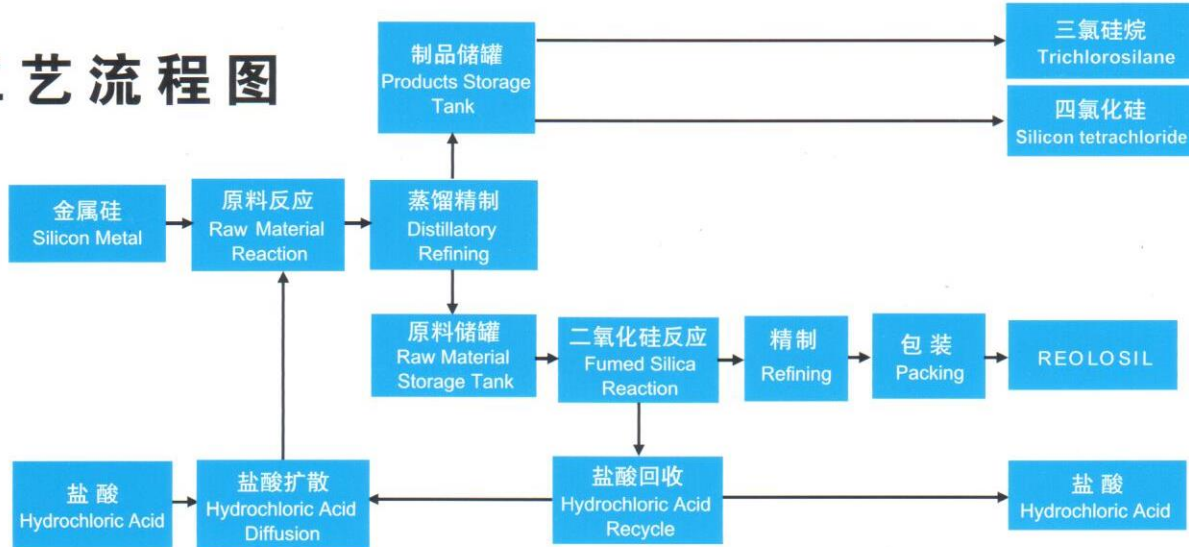 艺流程图
制品储罐
Products Storage
Tank
三氯硅烷
Trichlorosilane
四氯化硅
Silicon tetrachloride
金属硅
Silicon Metal
原料反应
Raw Material
Reaction
蒸馏精制
Distillatory
Refining
原料储罐
Raw Material
Storage Tank
二氧化硅反应
Fumed Silica
Reaction
精制
Refining
包装
Packing
REOLOSIL
盐酸
Hydrochloric Acid
盐酸扩散
Hydrochloric Acid
Diffusion
盐酸回收
Hydrochloric Acid
Recycle
盐酸
Hydrochloric Acid